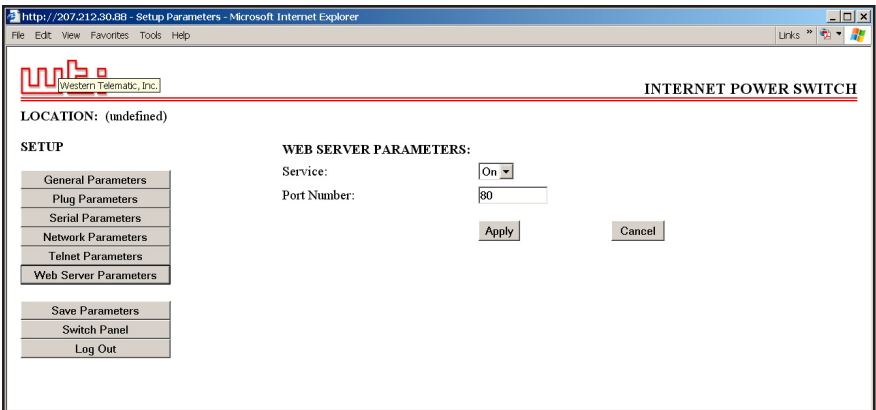 http://207.212.30.88 - Setup Parameters - Microsoft Internet Explorer
File Edit View Favorites Tools Help Links »
wti
Western Telematic, Inc.
INTERNET POWER SWITCH
LOCATION: (undefined)
SETUP
General Parameters
Plug Parameters
Serial Parameters
Network Parameters
Telnet Parameters
Web Server Parameters
Save Parameters
Switch Panel
Log Out
WEB SERVER PARAMETERS:
Service: On
Port Number: 80
Apply Cancel